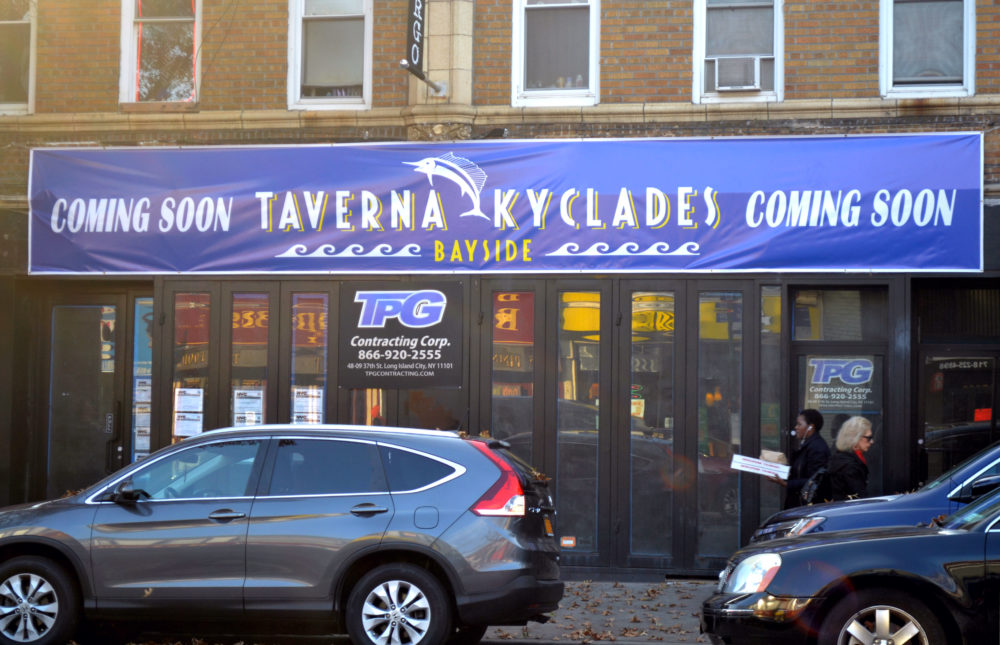 COMING SOON TAVERNA KYCLADES COMING SOON
BAYSIDE
TPG
Contracting Corp.
866-920-2555
48-09 37th St. Long Island City, NY 11101
TPGCONTRACTING.COM
TPG
Contracting Corp.
866-920-2555